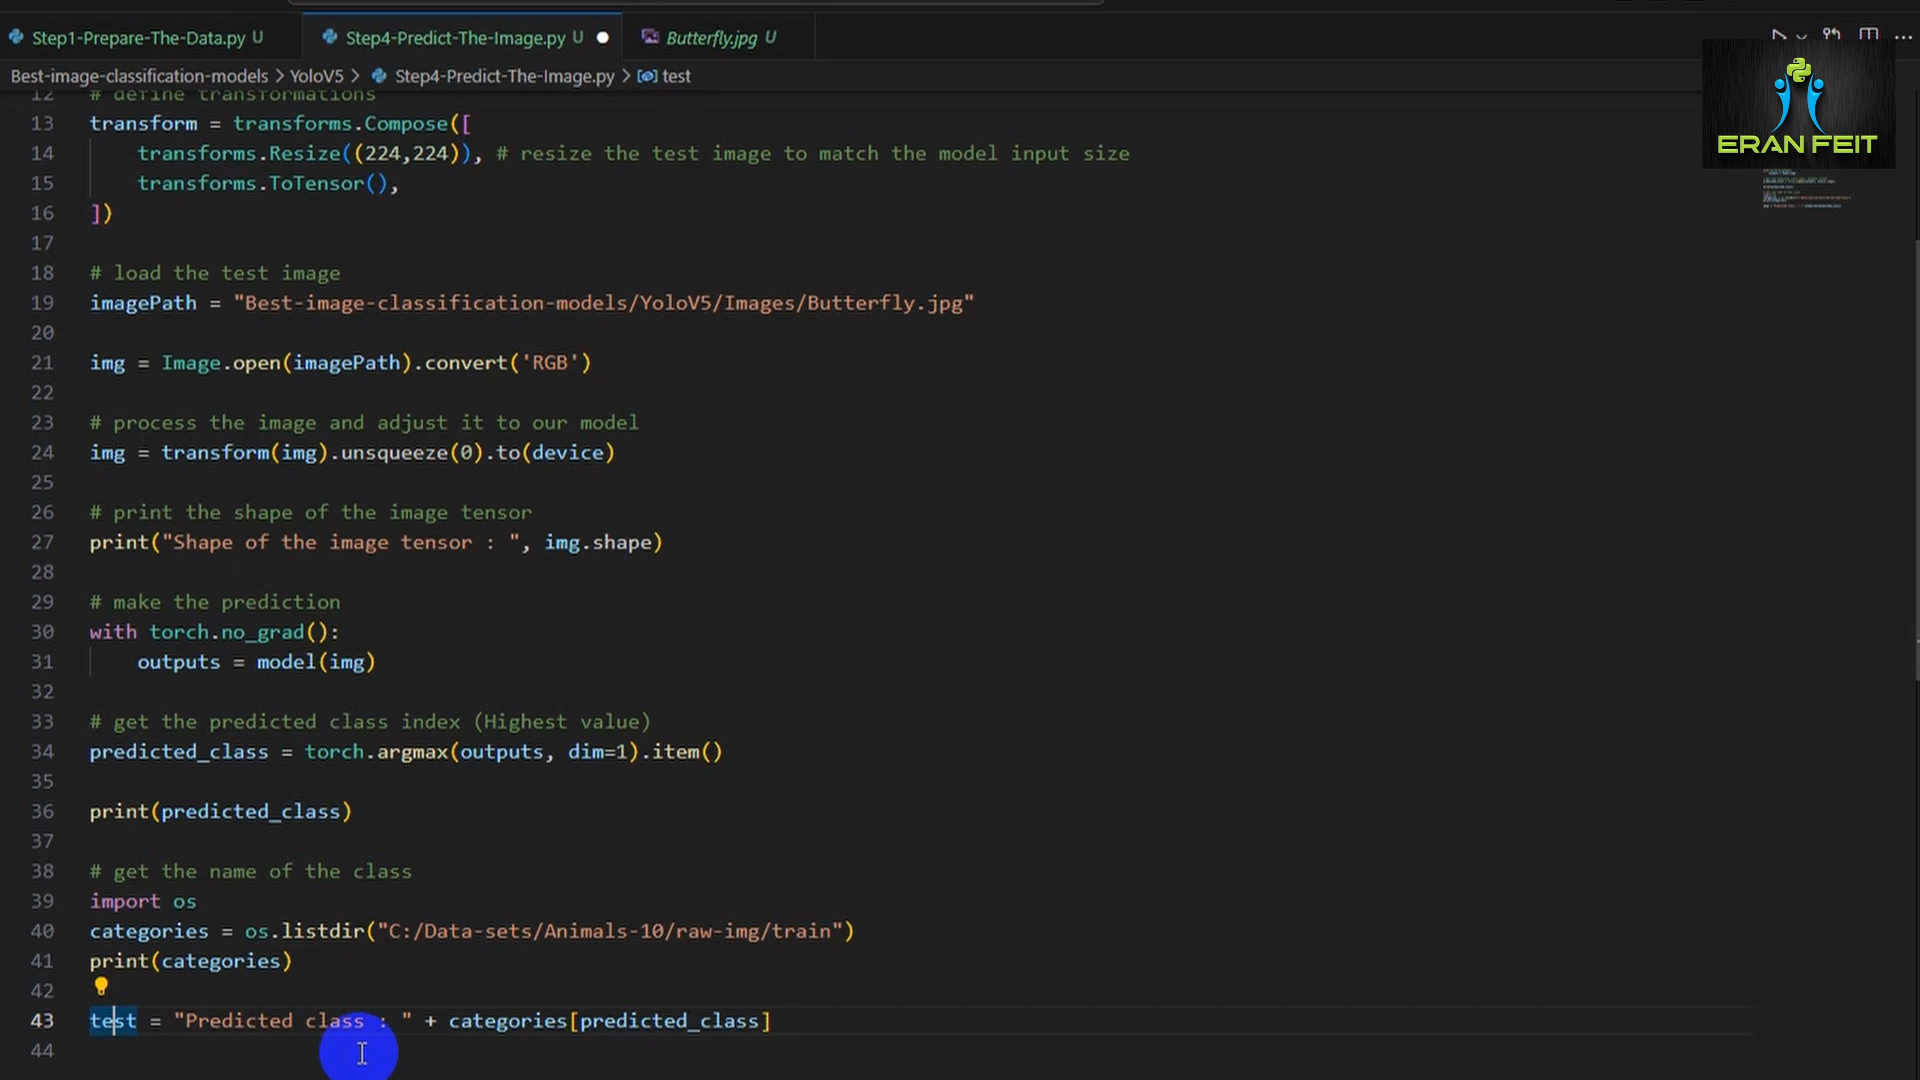 Step1-Prepare-The-Data.py U
Step4-Predict-The-Image.py U
Butterfly.jpg U
ERAN FEIT
Best-image-classification-models > YoloV5 > Step4-Predict-The-Image.py > test
12 # define transformations
13 transform = transforms.Compose([
14 transforms.Resize((224,224)), # resize the test image to match the model input size
15 transforms.ToTensor(),
16 ])
17
18 # load the test image
19 imagePath = "Best-image-classification-models/YoloV5/Images/Butterfly.jpg"
20
21 img = Image.open(imagePath).convert('RGB')
22
23 # process the image and adjust it to our model
24 img = transform(img).unsqueeze(0).to(device)
25
26 # print the shape of the image tensor
27 print("Shape of the image tensor : ", img.shape)
28
29 # make the prediction
30 with torch.no_grad():
31 outputs = model(img)
32
33 # get the predicted class index (Highest value)
34 predicted_class = torch.argmax(outputs, dim=1).item()
35
36 print(predicted_class)
37
38 # get the name of the class
39 import os
40 categories = os.listdir("C:/Data-sets/Animals-10/raw-img/train")
41 print(categories)
42
43 test = "Predicted class : " + categories[predicted_class]
44